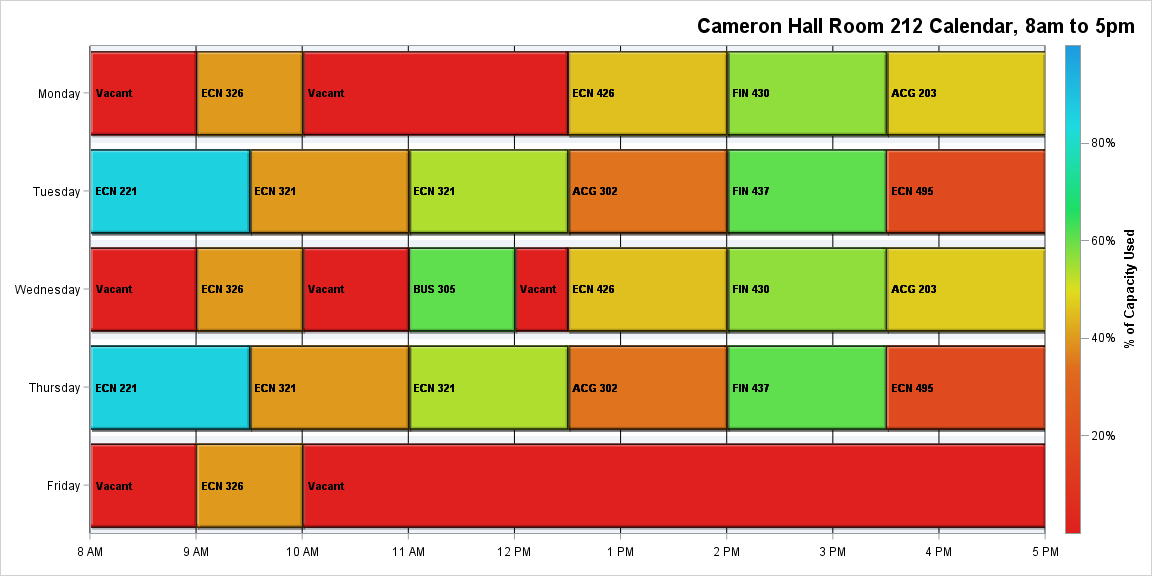 Cameron Hall Room 212 Calendar, 8am to 5pm
Monday
Vacant
ECN 326
Vacant
ECN 426
FIN 430
ACG 203
Tuesday
ECN 221
ECN 321
ECN 321
ACG 302
FIN 437
ECN 495
Wednesday
Vacant
ECN 326
Vacant
BUS 305
Vacant
ECN 426
FIN 430
ACG 203
Thursday
ECN 221
ECN 321
ECN 321
ACG 302
FIN 437
ECN 495
Friday
Vacant
ECN 326
Vacant
8 AM
9 AM
10 AM
11 AM
12 PM
1 PM
2 PM
3 PM
4 PM
5 PM
80%
60%
40%
20%
% of Capacity Used